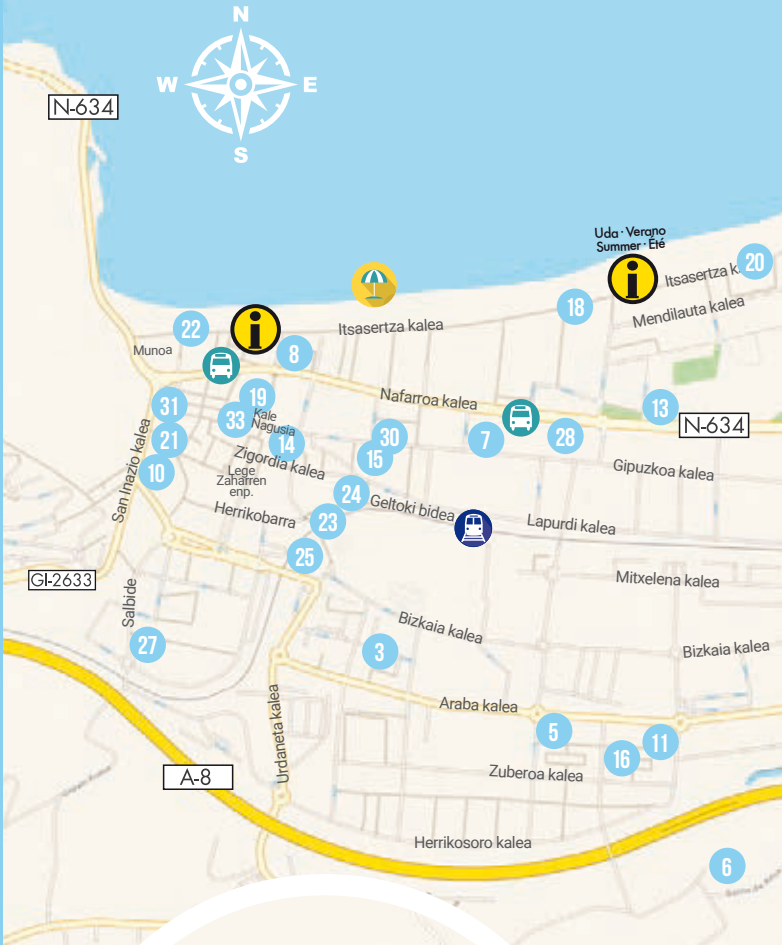 N
W
E
S
N-634
Uda · Verano
Summer · Été
20
Itsasertza k
18
Mendilauta kalea
22
Itsasertza kalea
Munoa
8
Nafarroa kalea
19
31
13
33
Kale
Nagusia
N-634
21
14
30
7
28
San Inazio kalea
Zigordia kalea
15
Gipuzkoa kalea
10
Lege
Zaharren
enp.
24
Geltoki bidea
Herrikobarra
23
Lapurdi kalea
25
GI-2633
Mitxelena kalea
Salbide
Bizkaia kalea
27
3
Bizkaia kalea
Araba kalea
5
11
Urdaneta kalea
16
A-8
Zuberoa kalea
Herrikosoro kalea
6